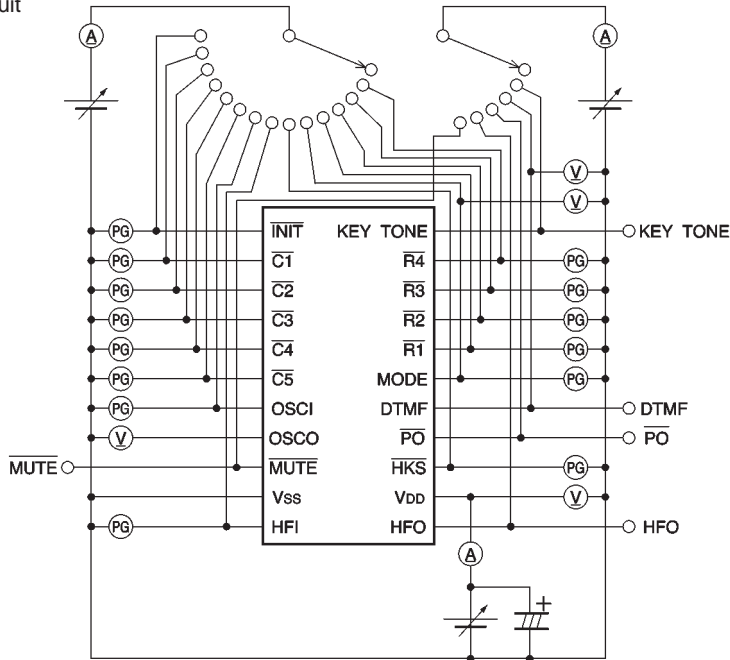 uit
A A
V
V
PG INIT KEY TONE KEY TONE
PG C1 R4 PG
PG C2 R3 PG
PG C3 R2 PG
PG C4 R1 PG
PG C5 MODE PG
PG OSCI DTMF DTMF
V OSCO PO PO
MUTE MUTE HKS PG
VSS VDD V
PG HFI HFO HFO
A
+